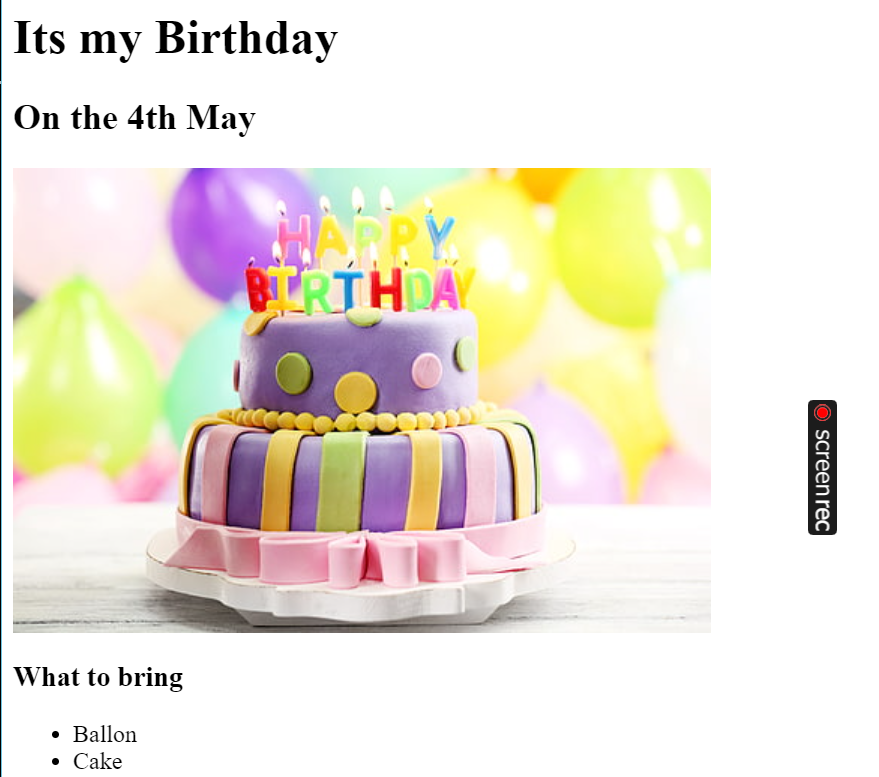 Its my Birthday
On the 4th May
HAPPY
BIRTHDAY
screenrec
What to bring
Ballon
Cake